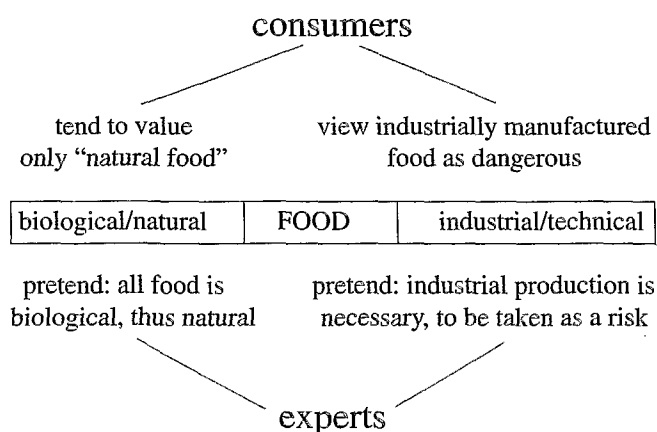 consumers
tend to value
only “natural food”
view industrially manufactured
food as dangerous
biological/natural FOOD industrial/technical
pretend: all food is
biological, thus natural
pretend: industrial production is
necessary, to be taken as a risk
experts